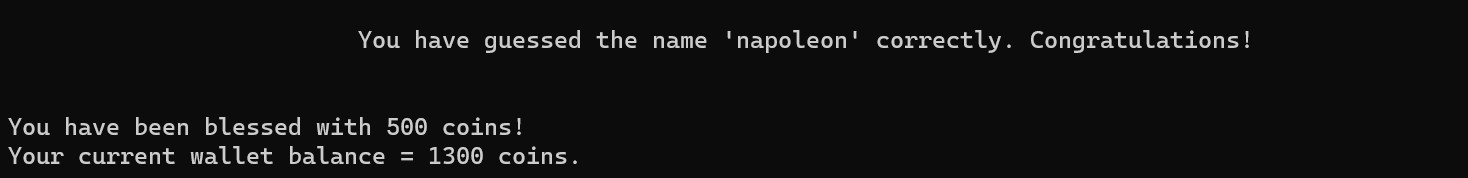 You have guessed the name 'napoleon' correctly. Congratulations!
You have been blessed with 500 coins!
Your current wallet balance = 1300 coins.